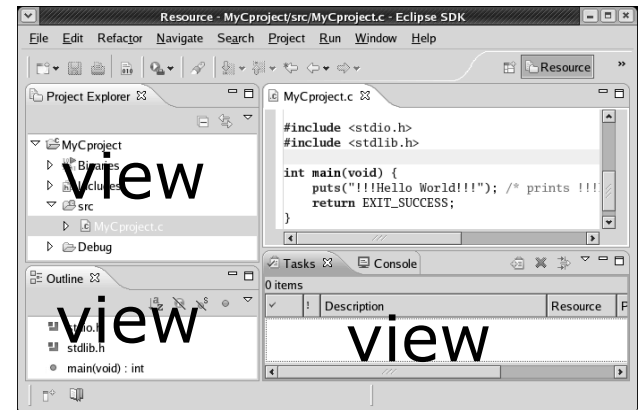 Resource - MyCproject/src/MyCproject.c - Eclipse SDK
File Edit Refactor Navigate Search Project Run Window Help
Resource »
Project Explorer
MyCproject
Binaries
Includes
src
MyCproject.c
Debug
view
MyCproject.c
#include <stdio.h>
#include <stdlib.h>
int main(void) {
puts("!!!Hello World!!!"); /* prints !!!
return EXIT_SUCCESS;
}
Outline
stdio.h
stdlib.h
main(void) : int
view
Tasks Console
0 items
! Description Resource P
view